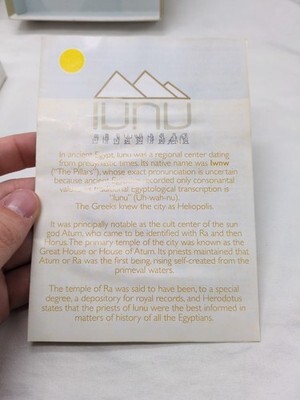 IUNU
In ancient Egypt, Iunu was a regional center dating
from predynastic times. Its native name was Iwnw
("The Pillars"), whose exact pronunciation is uncertain
because ancient recorded only consonantal
egyptological transcription is
"Iunu" (Uh-wah-nu).
The Greeks knew the city as Heliopolis.
It was principally notable as the cult center of the sun
god Atum, who came to be identified with Ra and then
Horus. The primary temple of the city was known as the
Great House or House of Atum. Its priests maintained that
Atum or Ra was the first being, rising self-created from the
primeval waters.
The temple of Ra was said to have been, to a special
degree, a depository for royal records, and Herodotus
states that the priests of Iunu were the best informed in
matters of history of all the Egyptians.